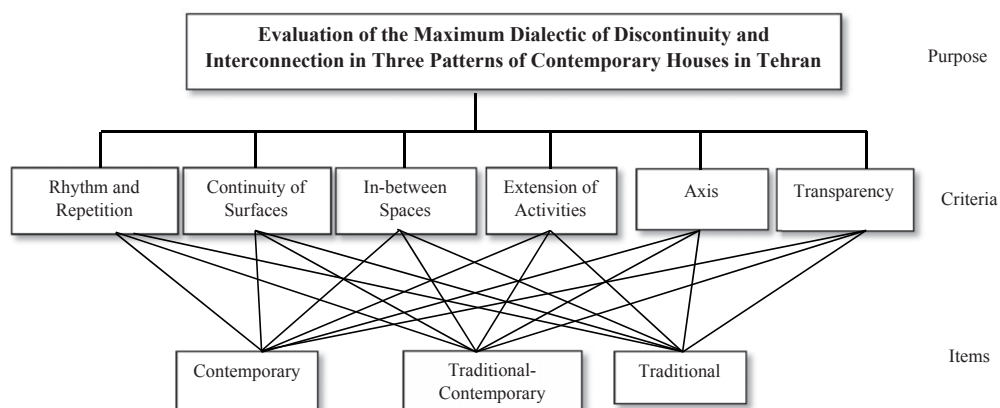 Evaluation of the Maximum Dialectic of Discontinuity and
Interconnection in Three Patterns of Contemporary Houses in Tehran
Purpose
Rhythm and
Repetition
Continuity of
Surfaces
In-between
Spaces
Extension of
Activities
Axis
Transparency
Criteria
Contemporary
Traditional-
Contemporary
Traditional
Items